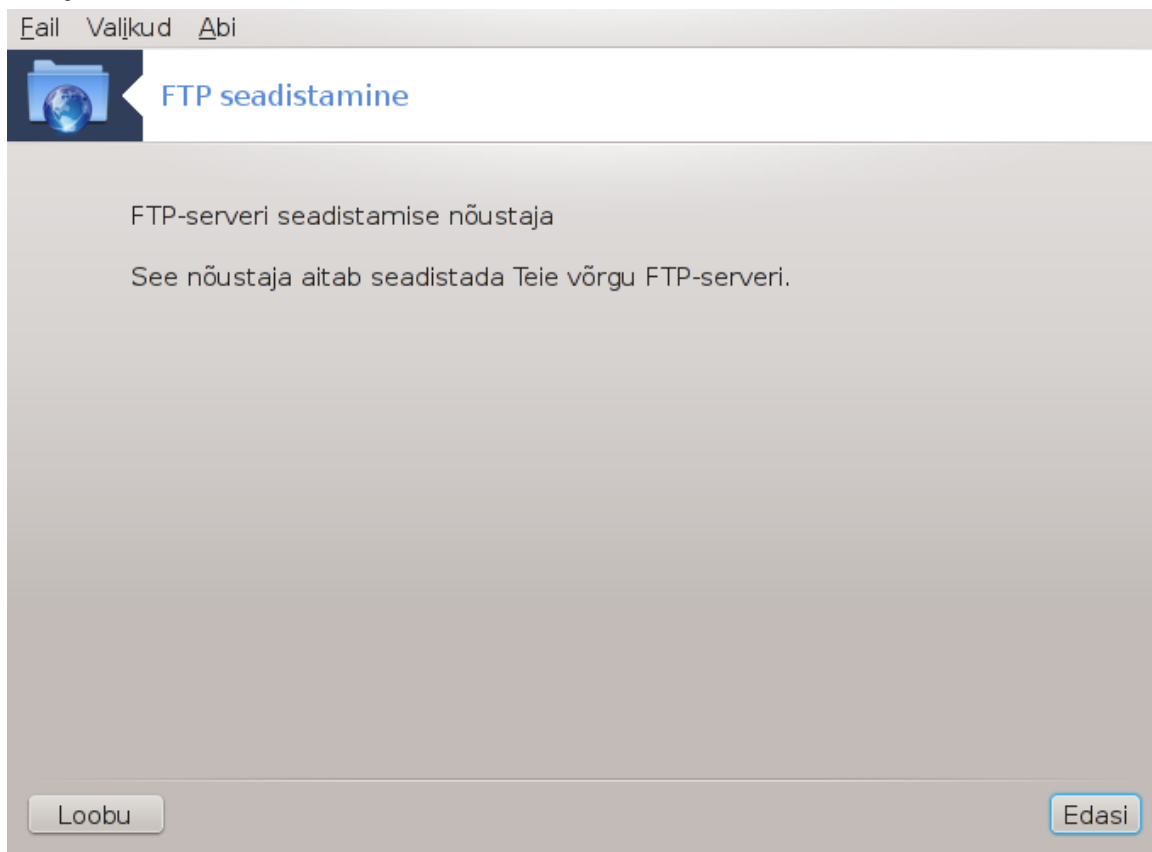 Fail Valikud Abi
FTP seadistamine
FTP-serveri seadistamise nõustaja
See nõustaja aitab seadistada Teie võrgu FTP-serveri.
Loobu Edasi